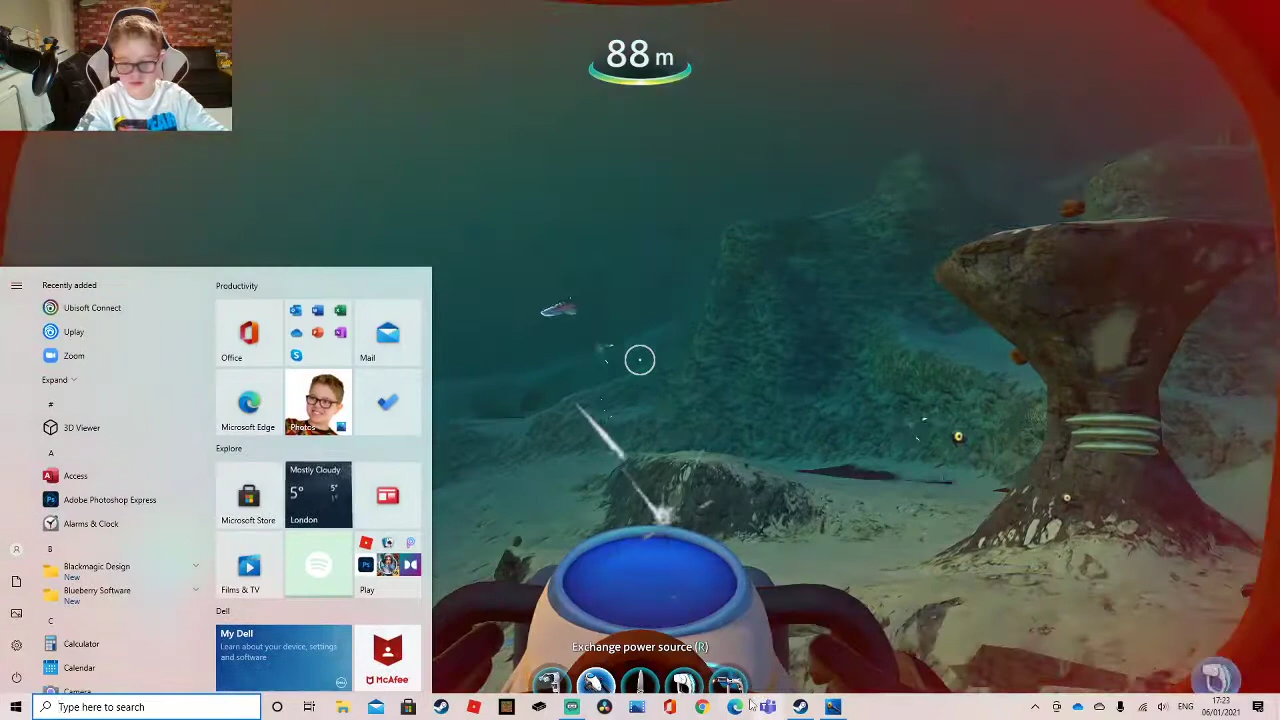 88 m
Recently added
Ubisoft Connect
Uplay
Zoom
Expand
#
3D Viewer
A
Access
Adobe Photoshop Express
Alarms & Clock
B
Blackmagic Design
New
Blueberry Software
New
C
Calculator
Calendar
Camera
Productivity
Office
Mail
Microsoft Edge
Photos
Explore
Microsoft Store
Mostly Cloudy
5°
5°
1°
London
Films & TV
Play
Dell
My Dell
Learn about your device, settings
and software
McAfee
Exchange power source (R)
Type here to search
ENG
17:23
06/01/2021